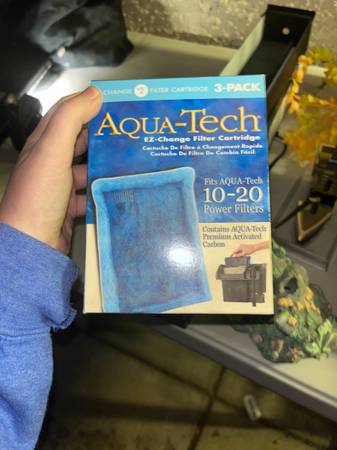 EZ-CHANGE #2 FILTER CARTRIDGE 3-PACK
AQUA-Tech
EZ-Change Filter Cartridge
Cartouche De Filtre a Changement Rapide
Cartucho De Filtro De Cambio Fácil
Fits AQUA-Tech
10-20
Power Filters
Contains AQUA-Tech
Premium Activated
Carbon